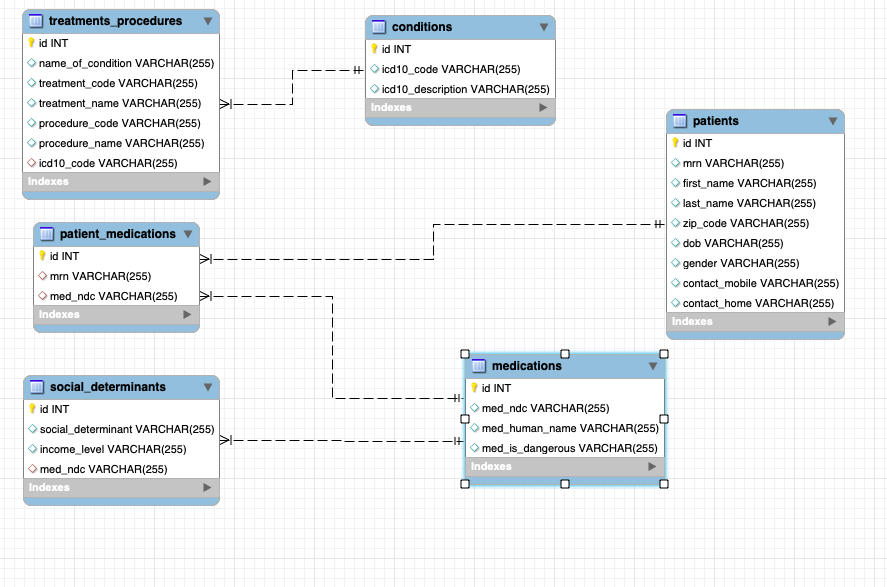 treatments_procedures
id INT
name_of_condition VARCHAR(255)
treatment_code VARCHAR(255)
treatment_name VARCHAR(255)
procedure_code VARCHAR(255)
procedure_name VARCHAR(255)
icd10_code VARCHAR(255)
Indexes
conditions
id INT
icd10_code VARCHAR(255)
icd10_description VARCHAR(255)
Indexes
patients
id INT
mrn VARCHAR(255)
first_name VARCHAR(255)
last_name VARCHAR(255)
zip_code VARCHAR(255)
dob VARCHAR(255)
gender VARCHAR(255)
contact_mobile VARCHAR(255)
contact_home VARCHAR(255)
Indexes
patient_medications
id INT
mrn VARCHAR(255)
med_ndc VARCHAR(255)
Indexes
medications
id INT
med_ndc VARCHAR(255)
med_human_name VARCHAR(255)
med_is_dangerous VARCHAR(255)
Indexes
social_determinants
id INT
social_determinant VARCHAR(255)
income_level VARCHAR(255)
med_ndc VARCHAR(255)
Indexes